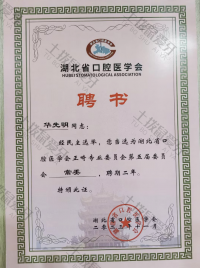 湖北省口腔医学会
HUBEI STOMATOLOGICAL ASSOCIATION
聘书
华先明 同志：
经民主选举，您当选为湖北省口
腔医学会正畸专业委员会第五届委员
会 常委 ，聘期二年。
特明此证。
湖北省口腔医学会